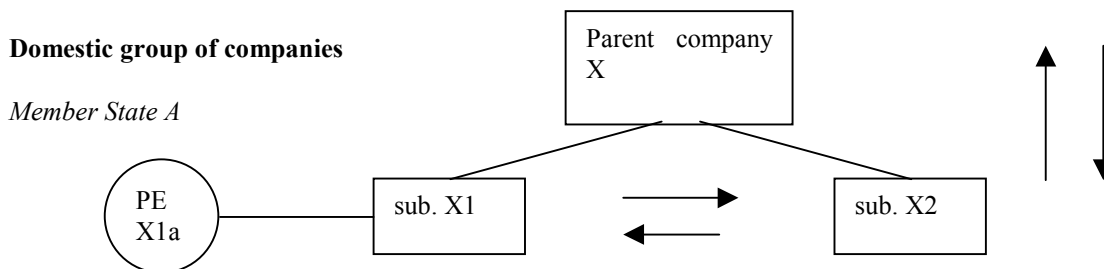 Domestic group of companies
Member State A
Parent company
X
PE
X1a
sub. X1
sub. X2